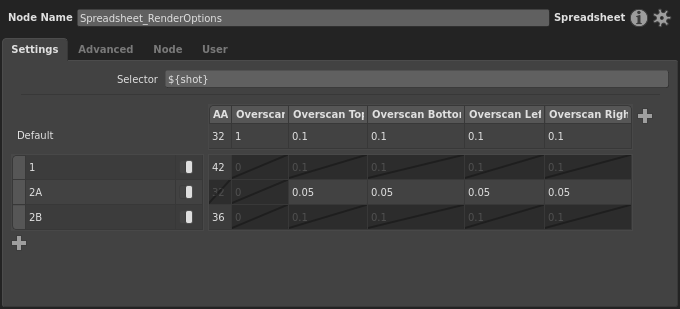 Node Name Spreadsheet_RenderOptions Spreadsheet
Settings Advanced Node User
Selector ${shot}
AA Overscan Overscan Top Overscan Bottom Overscan Left Overscan Righ
Default 32 1 0.1 0.1 0.1 0.1
1 42 0 0.1 0.1 0.1 0.1
2A 32 0 0.05 0.05 0.05 0.05
2B 36 0 0.1 0.1 0.1 0.1